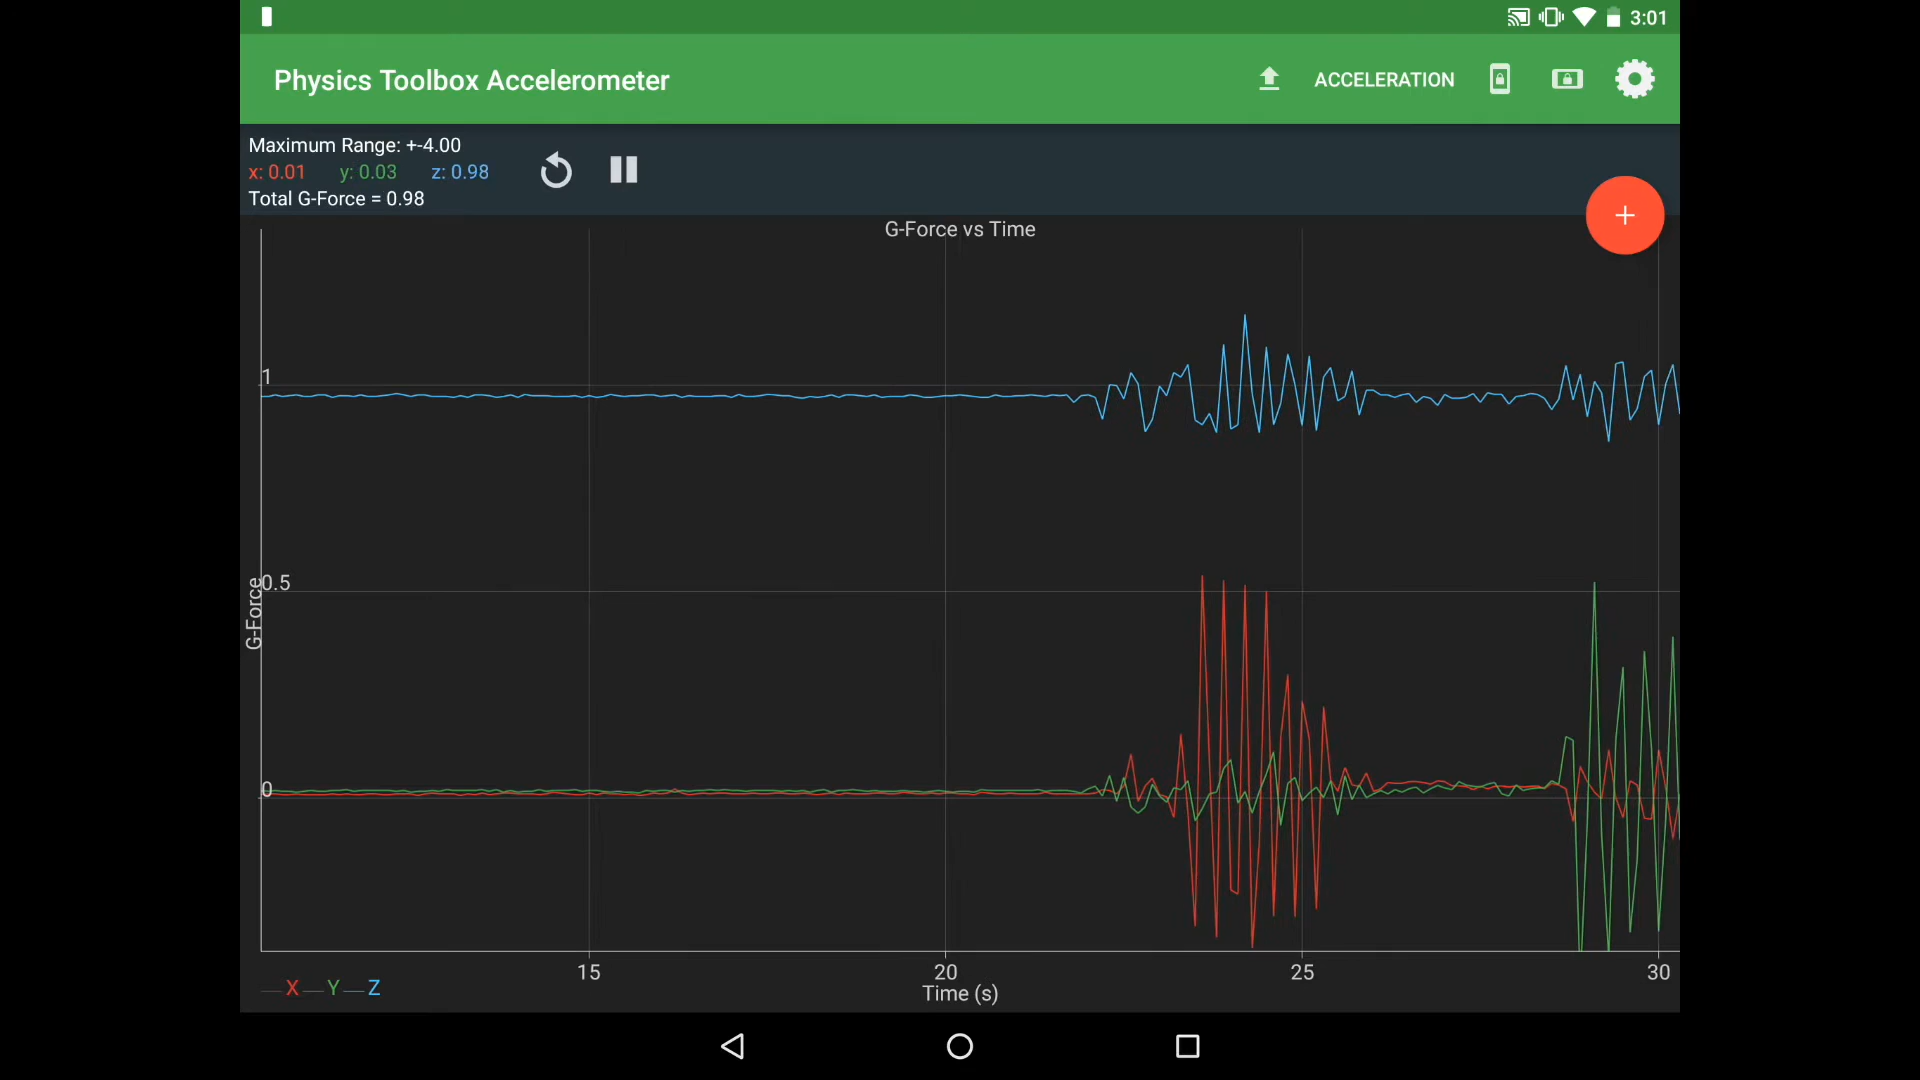 3:01
Physics Toolbox Accelerometer
ACCELERATION
Maximum Range: +-4.00
x: 0.01 y: 0.03 z: 0.98
Total G-Force = 0.98
+
G-Force vs Time
1
0.5
0
G-Force
15 20 25 30
Time (s)
X Y Z